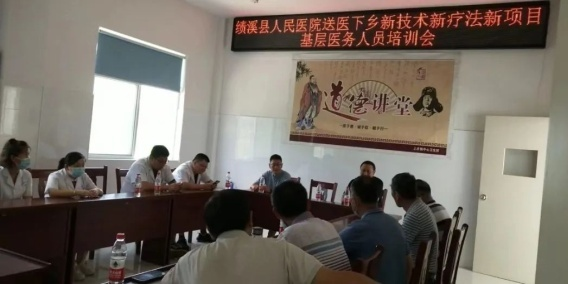 绩溪县人民医院送医下乡新技术新疗法新项目
基层医务人员培训会
道德讲堂